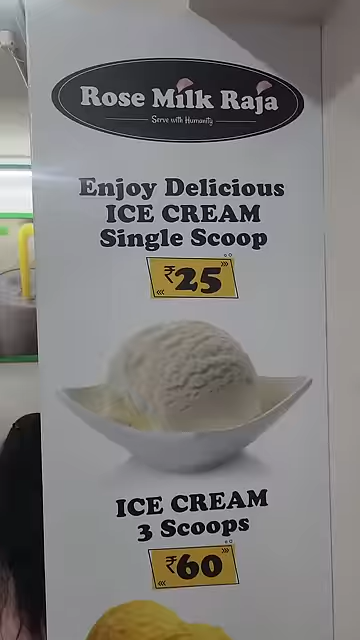 Rose Milk Raja
Serve with Humanity
Enjoy Delicious
ICE CREAM
Single Scoop
₹25
ICE CREAM
3 Scoops
₹60